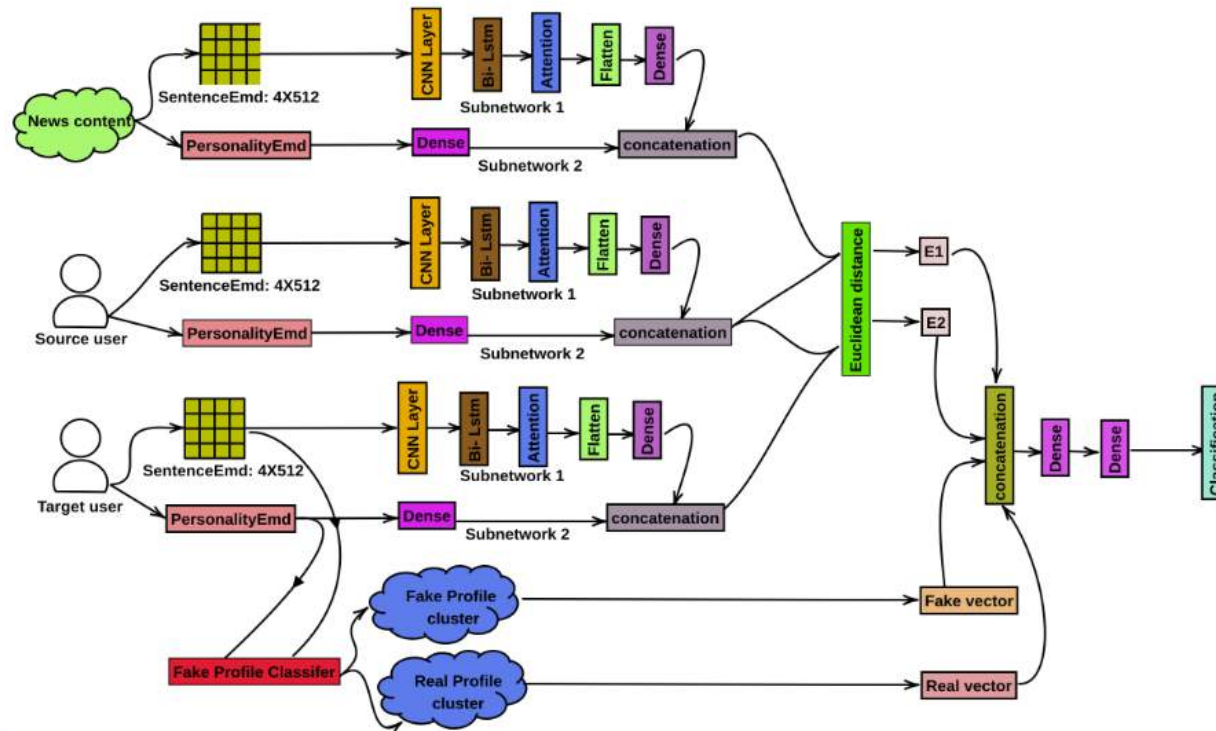 News content
SentenceEmd: 4X512
PersonalityEmd
CNN Layer
Bi- Lstm
Attention
Flatten
Dense
Subnetwork 1
Dense
Subnetwork 2
concatenation
Source user
SentenceEmd: 4X512
PersonalityEmd
CNN Layer
Bi- Lstm
Attention
Flatten
Dense
Subnetwork 1
Dense
Subnetwork 2
concatenation
Target user
SentenceEmd: 4X512
PersonalityEmd
CNN Layer
Bi- Lstm
Attention
Flatten
Dense
Subnetwork 1
Dense
Subnetwork 2
concatenation
Euclidean distance
E1
E2
concatenation
Dense
Dense
Classification
Fake Profile Classifer
Fake Profile
cluster
Real Profile
cluster
Fake vector
Real vector